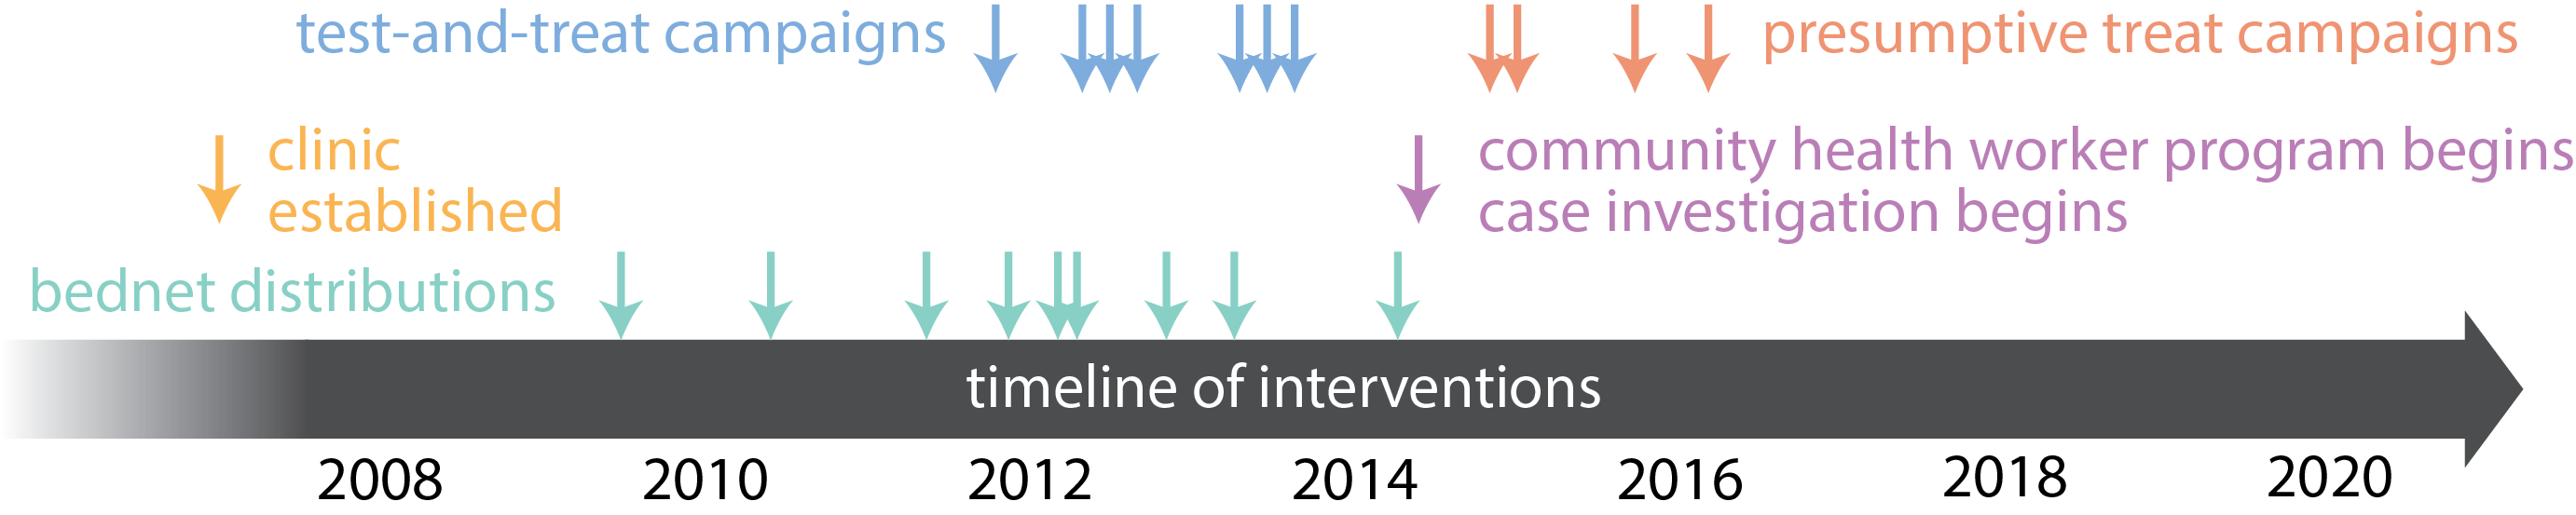 test-and-treat campaigns
presumptive treat campaigns
clinic
established
community health worker program begins
case investigation begins
bednet distributions
timeline of interventions
2008 2010 2012 2014 2016 2018 2020